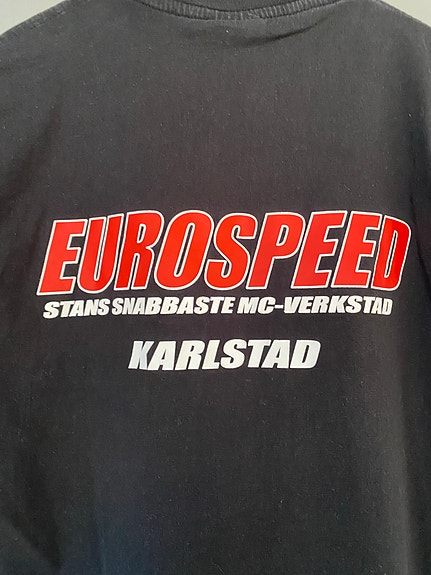 EUROSPEED
STANS SNABBASTE MC-VERKSTAD
KARLSTAD